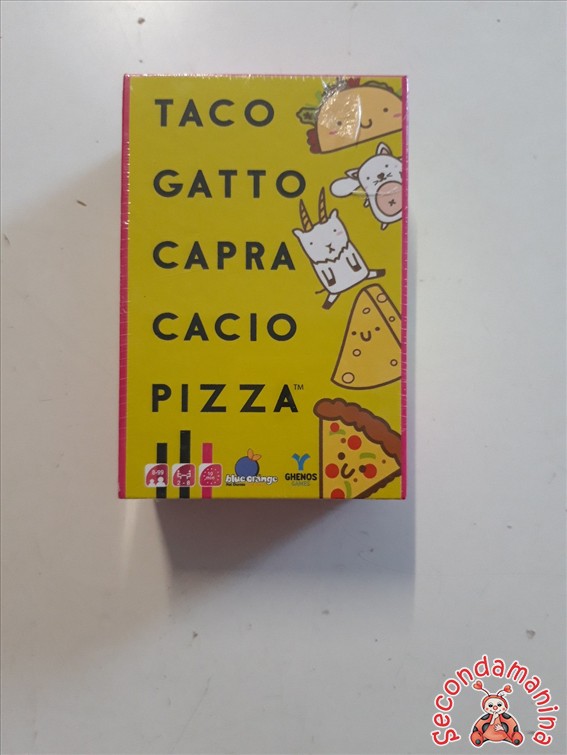 TACO
GATTO
CAPRA
CACIO
PIZZA™
blue orange
GHENOS
GAMES
Secondamanina